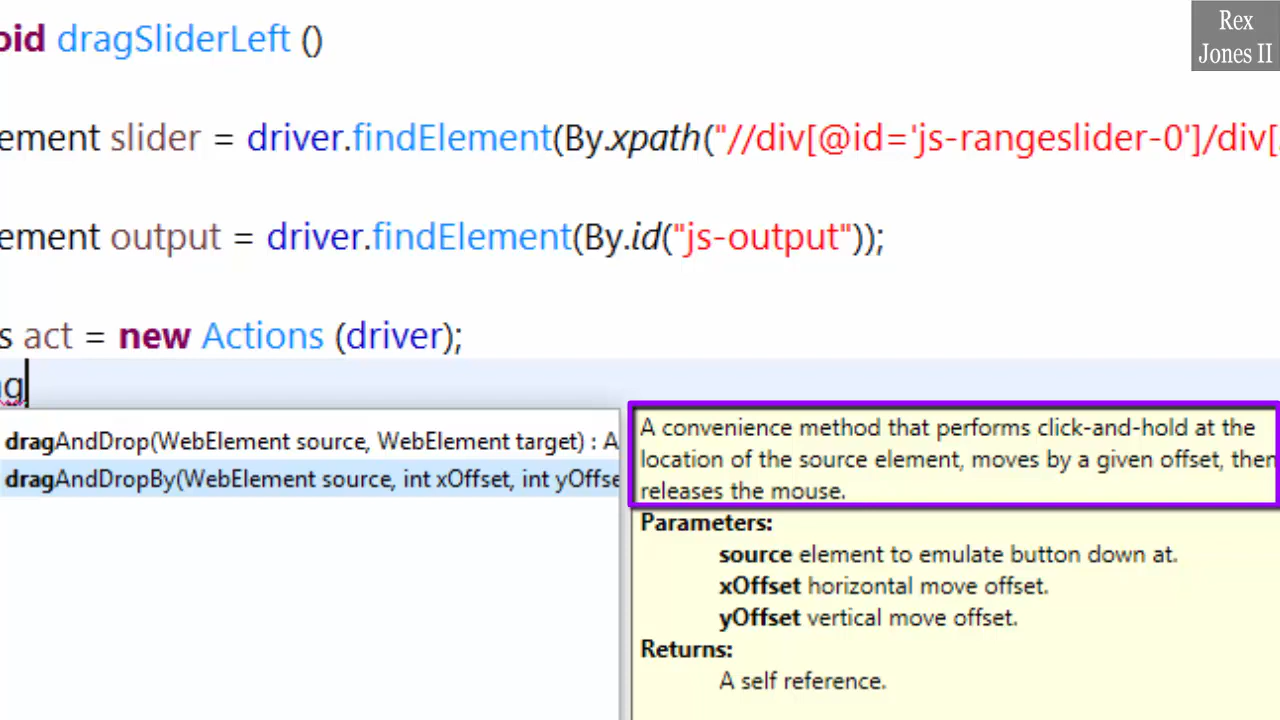 Rex
Jones II
oid dragSliderLeft ()
ement slider = driver.findElement(By.xpath("//div[@id='js-rangeslider-0']/div[
ement output = driver.findElement(By.id("js-output"));
s act = new Actions (driver);
g
dragAndDrop(WebElement source, WebElement target) : A
dragAndDropBy(WebElement source, int xOffset, int yOffse
A convenience method that performs click-and-hold at the
location of the source element, moves by a given offset, then
releases the mouse.
Parameters:
source element to emulate button down at.
xOffset horizontal move offset.
yOffset vertical move offset.
Returns:
A self reference.